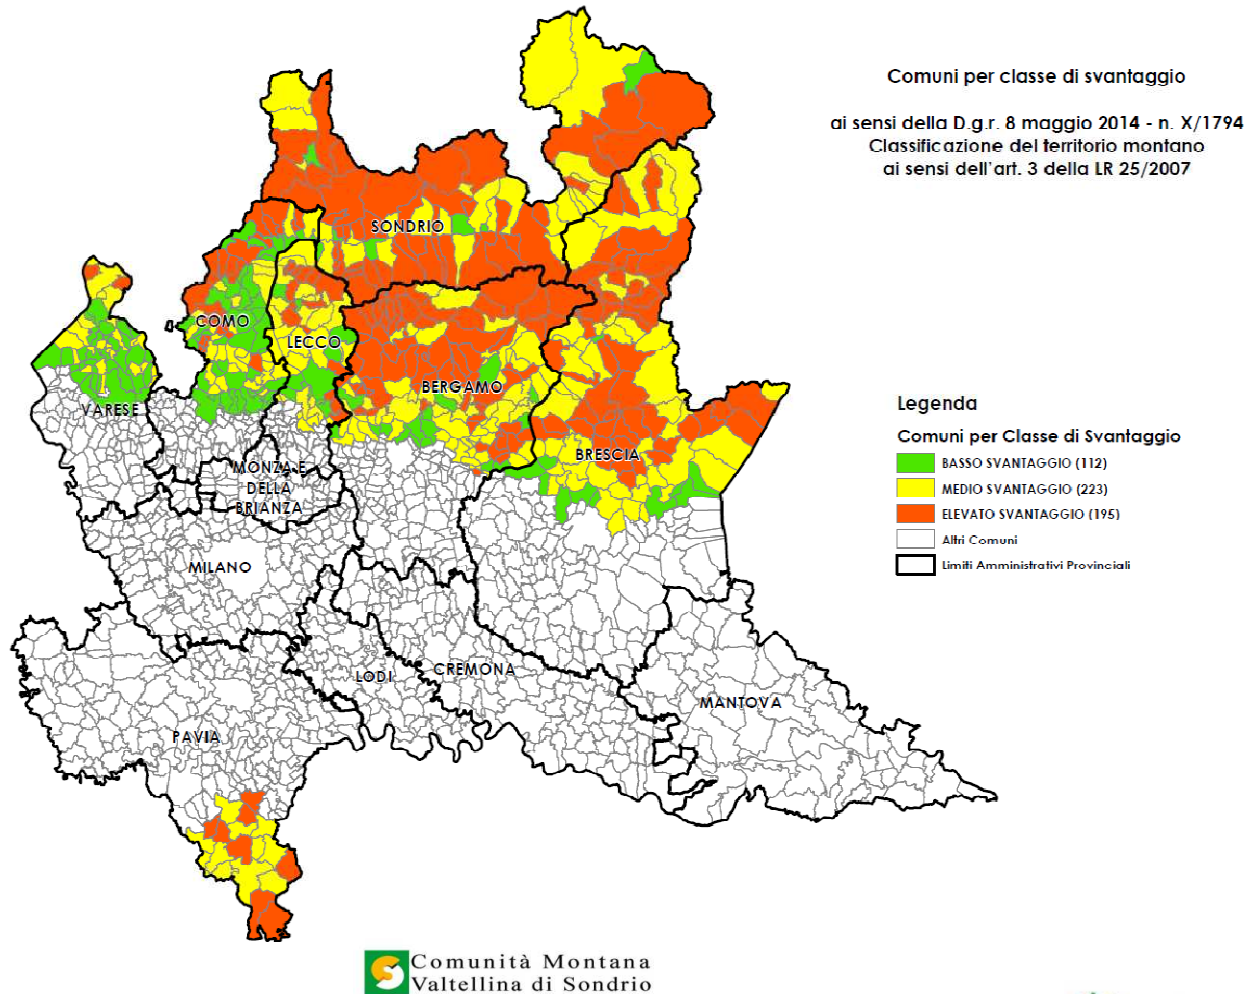 Comuni per classe di svantaggio
ai sensi della D.g.r. 8 maggio 2014 - n. X/1794
Classificazione del territorio montano
ai sensi dell'art. 3 della LR 25/2007
SONDRIO
COMO
LECCO
BERGAMO
VARESE
BRESCIA
MONZA E
DELLA
BRIANZA
MILANO
LODI
CREMONA
MANTOVA
PAVIA
Legenda
Comuni per Classe di Svantaggio
BASSO SVANTAGGIO (112)
MEDIO SVANTAGGIO (223)
ELEVATO SVANTAGGIO (195)
Altri Comuni
Limiti Amministrativi Provinciali
Comunità Montana
Valtellina di Sondrio